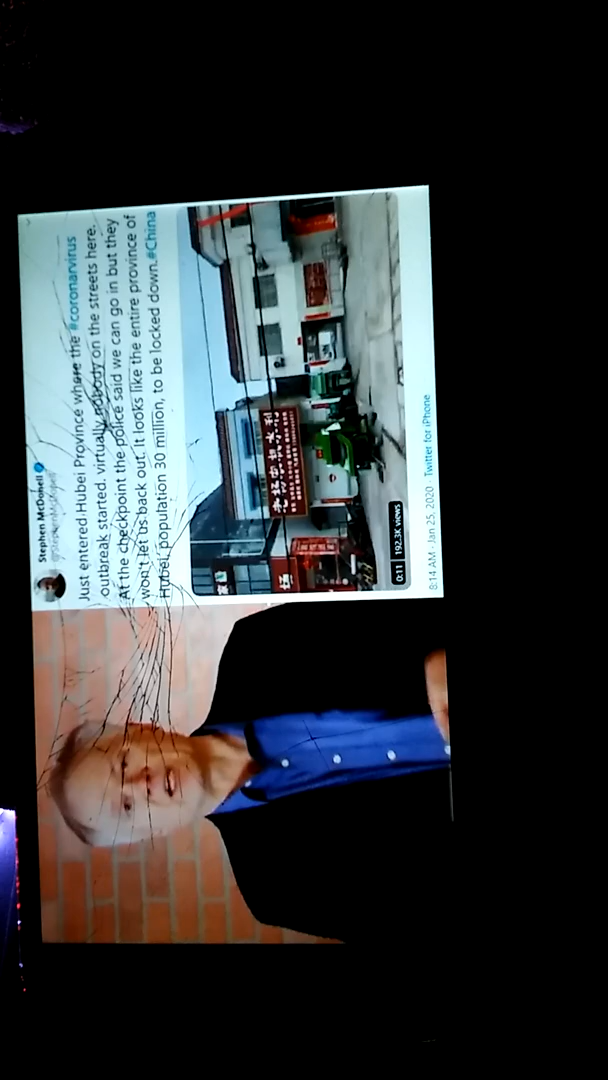 Stephen McDonell
@StephenMcDonell
Just entered Hubei Province where the #coronarvirus
outbreak started. virtually nobody on the streets here.
At the checkpoint the police said we can go in but they
won't let us back out. It looks like the entire province of
Hubei, population 30 million, to be locked down.#China
0:11 192.3K views
8:14 AM · Jan 25, 2020 · Twitter for iPhone